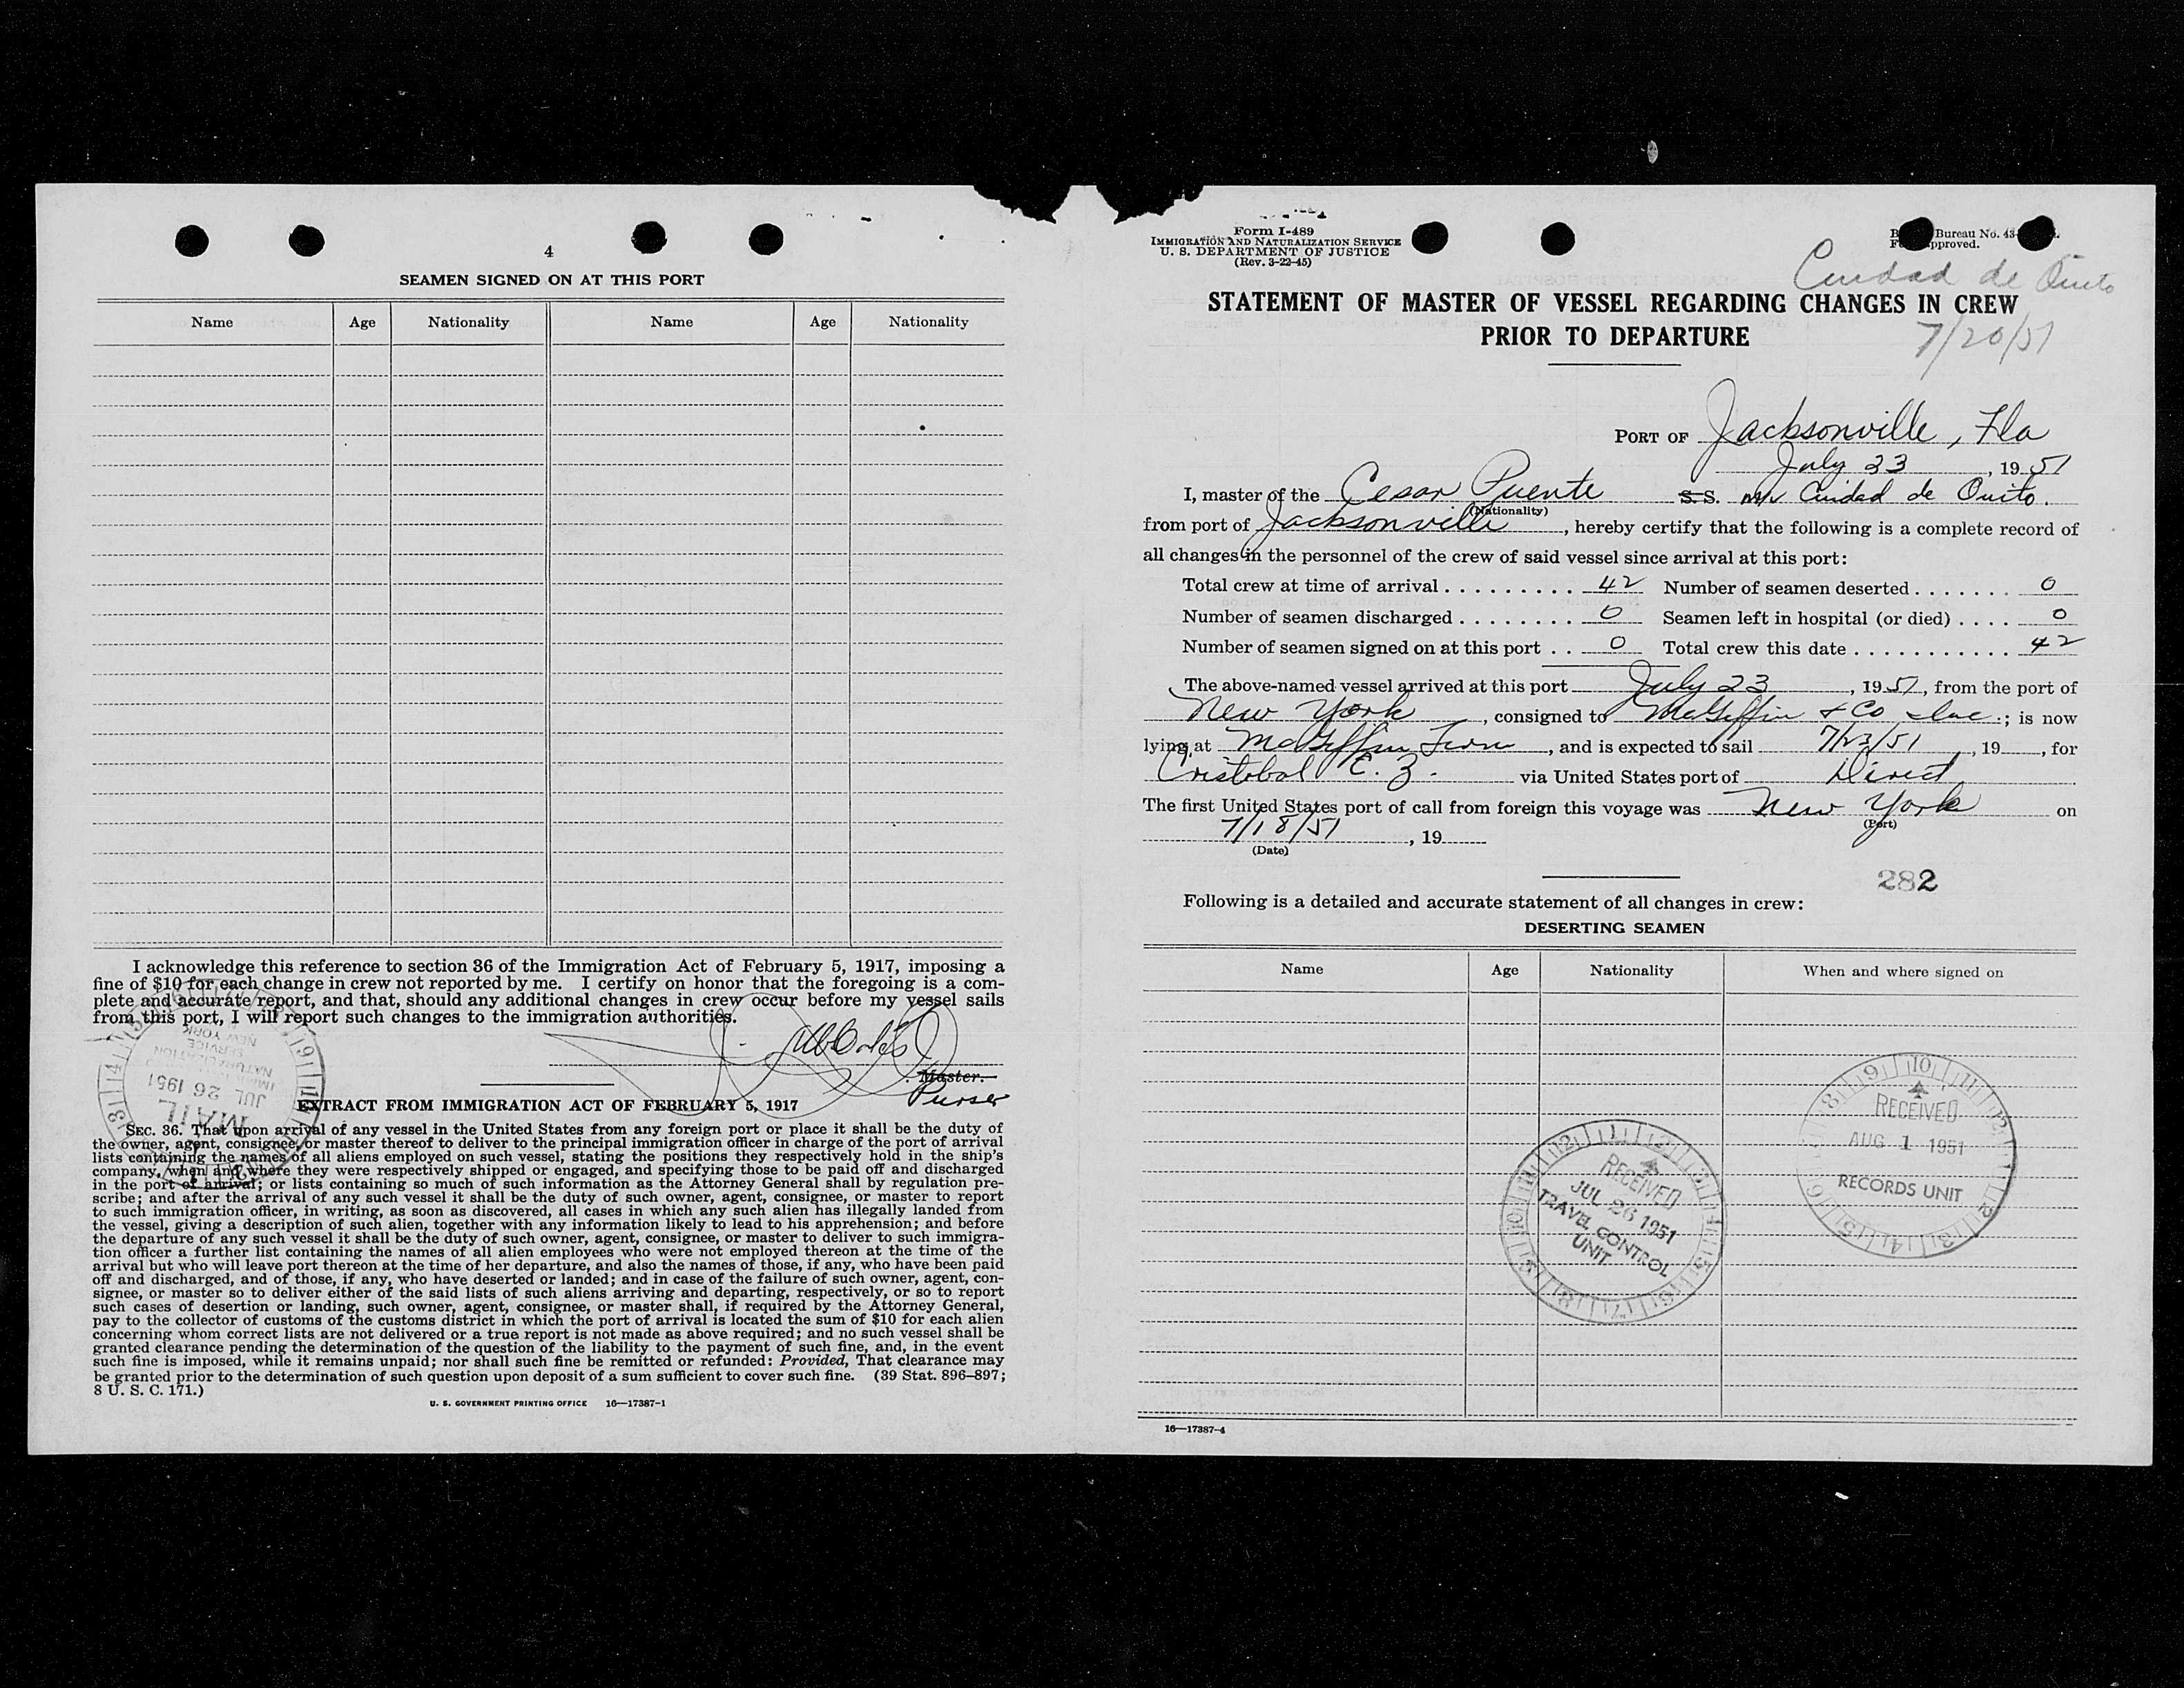 4
SEAMEN SIGNED ON AT THIS PORT
Name Age Nationality Name Age Nationality
I acknowledge this reference to section 36 of the Immigration Act of February 5, 1917, imposing a
fine of $10 for each change in crew not reported by me. I certify on honor that the foregoing is a com-
plete and accurate report, and that, should any additional changes in crew occur before my vessel sails
from this port, I will report such changes to the immigration authorities.
Master.
Purser
NEW YORK
SERVICE
NATURALIZATION
JUL 26 1951
MAIL
EXTRACT FROM IMMIGRATION ACT OF FEBRUARY 5, 1917
SEC. 36. That upon arrival of any vessel in the United States from any foreign port or place it shall be the duty of
the owner, agent, consignee, or master thereof to deliver to the principal immigration officer in charge of the port of arrival
lists containing the names of all aliens employed on such vessel, stating the positions they respectively hold in the ship's
company, when and where they were respectively shipped or engaged, and specifying those to be paid off and discharged
in the port of arrival; or lists containing so much of such information as the Attorney General shall by regulation pre-
scribe; and after the arrival of any such vessel it shall be the duty of such owner, agent, consignee, or master to report
to such immigration officer, in writing, as soon as discovered, all cases in which any such alien has illegally landed from
the vessel, giving a description of such alien, together with any information likely to lead to his apprehension; and before
the departure of any such vessel it shall be the duty of such owner, agent, consignee, or master to deliver to such immigra-
tion officer a further list containing the names of all alien employees who were not employed thereon at the time of the
arrival but who will leave port thereon at the time of her departure, and also the names of those, if any, who have been paid
off and discharged, and of those, if any, who have deserted or landed; and in case of the failure of such owner, agent, con-
signee, or master so to deliver either of the said lists of such aliens arriving and departing, respectively, or so to report
such cases of desertion or landing, such owner, agent, consignee, or master shall, if required by the Attorney General,
pay to the collector of customs of the customs district in which the port of arrival is located the sum of $10 for each alien
concerning whom correct lists are not delivered or a true report is not made as above required; and no such vessel shall be
granted clearance pending the determination of the question of the liability to the payment of such fine, and, in the event
such fine is imposed, while it remains unpaid; nor shall such fine be remitted or refunded: Provided, That clearance may
be granted prior to the determination of such question upon deposit of a sum sufficient to cover such fine. (39 Stat. 896–897;
8 U. S. C. 171.)
U. S. GOVERNMENT PRINTING OFFICE 16—17387-1
Form I-489
IMMIGRATION AND NATURALIZATION SERVICE
U. S. DEPARTMENT OF JUSTICE
(Rev. 3-22-45)
Bureau No. 43-
approved.
Ciudad de Quito
STATEMENT OF MASTER OF VESSEL REGARDING CHANGES IN CREW
PRIOR TO DEPARTURE
7/20/51
PORT OF Jacksonville, Fla
July 23, 1951
I, master of the Cesar Puente S.S. m/v Ciudad de Quito.
(Nationality)
from port of Jacksonville, hereby certify that the following is a complete record of
all changes in the personnel of the crew of said vessel since arrival at this port:
Total crew at time of arrival . . . . . . . . . 42 Number of seamen deserted . . . . . . . 0
Number of seamen discharged . . . . . . . . 0 Seamen left in hospital (or died) . . . . 0
Number of seamen signed on at this port . . 0 Total crew this date . . . . . . . . . . . 42
The above-named vessel arrived at this port July 23, 1951, from the port of
New York, consigned to McGiffin & Co Inc.; is now
lying at McGiffin Term, and is expected to sail 7/23/51, 19, for
Cristobal C. Z. via United States port of Direct
The first United States port of call from foreign this voyage was New York on
(Port)
7/18/51, 19
(Date)
282
Following is a detailed and accurate statement of all changes in crew:
DESERTING SEAMEN
Name Age Nationality When and where signed on
RECEIVED
AUG 1 1951
RECORDS UNIT
RECEIVED
JUL 26 1951
TRAVEL CONTROL
UNIT
16—17387-4